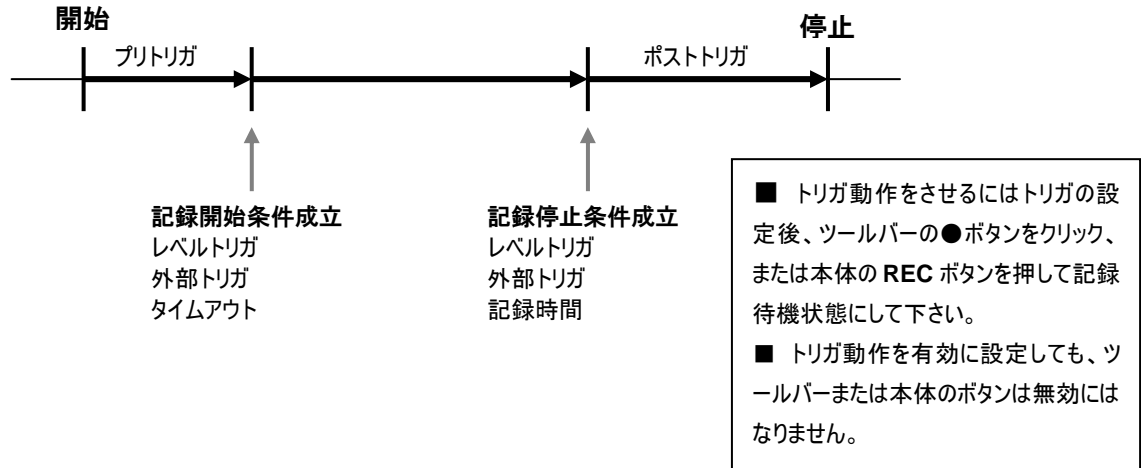 開始
停止
プリトリガ
ポストトリガ
記録開始条件成立
レベルトリガ
外部トリガ
タイムアウト
記録停止条件成立
レベルトリガ
外部トリガ
記録時間
■ トリガ動作をさせるにはトリガの設
定後、ツールバーの●ボタンをクリック、
または本体の REC ボタンを押して記録
待機状態にして下さい。
■ トリガ動作を有効に設定しても、ツ
ールバーまたは本体のボタンは無効には
なりません。